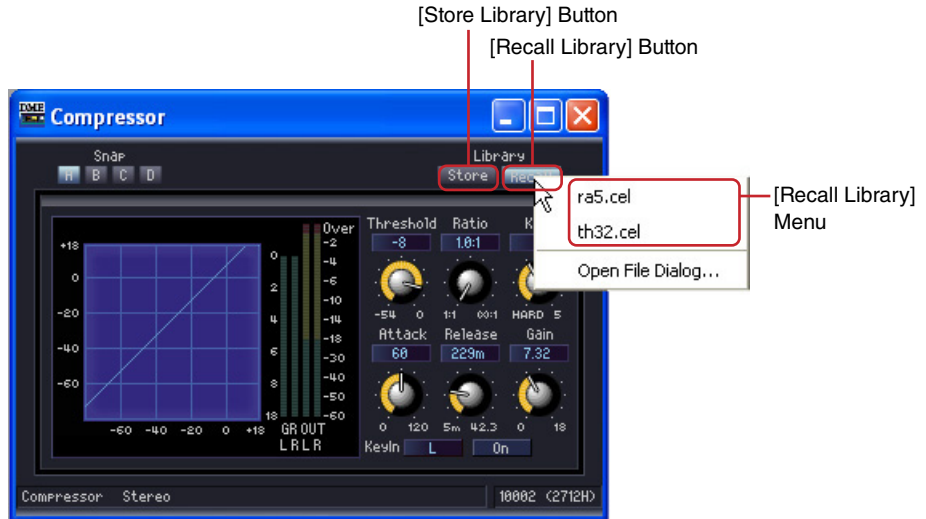 [Store Library] Button
[Recall Library] Button
DME Compressor
Snap
Library
A B C D
Store
ra5.cel
th32.cel
Open File Dialog...
[Recall Library]
Menu
Threshold Ratio
-8 1.0:1
-54 0 1:1 oo:1 HARD 5
Attack Release Gain
60 229m 7.32
0 120 5m 42.3 0 18
KeyIn L On
+18
0
-20
-40
-60
-60 -40 -20 0 +18
0
2
4
6
8
18
Over
-2
-4
-6
-10
-14
-18
-30
-40
-50
-60
GR OUT
L R L R
Compressor Stereo
10002 (2712H)